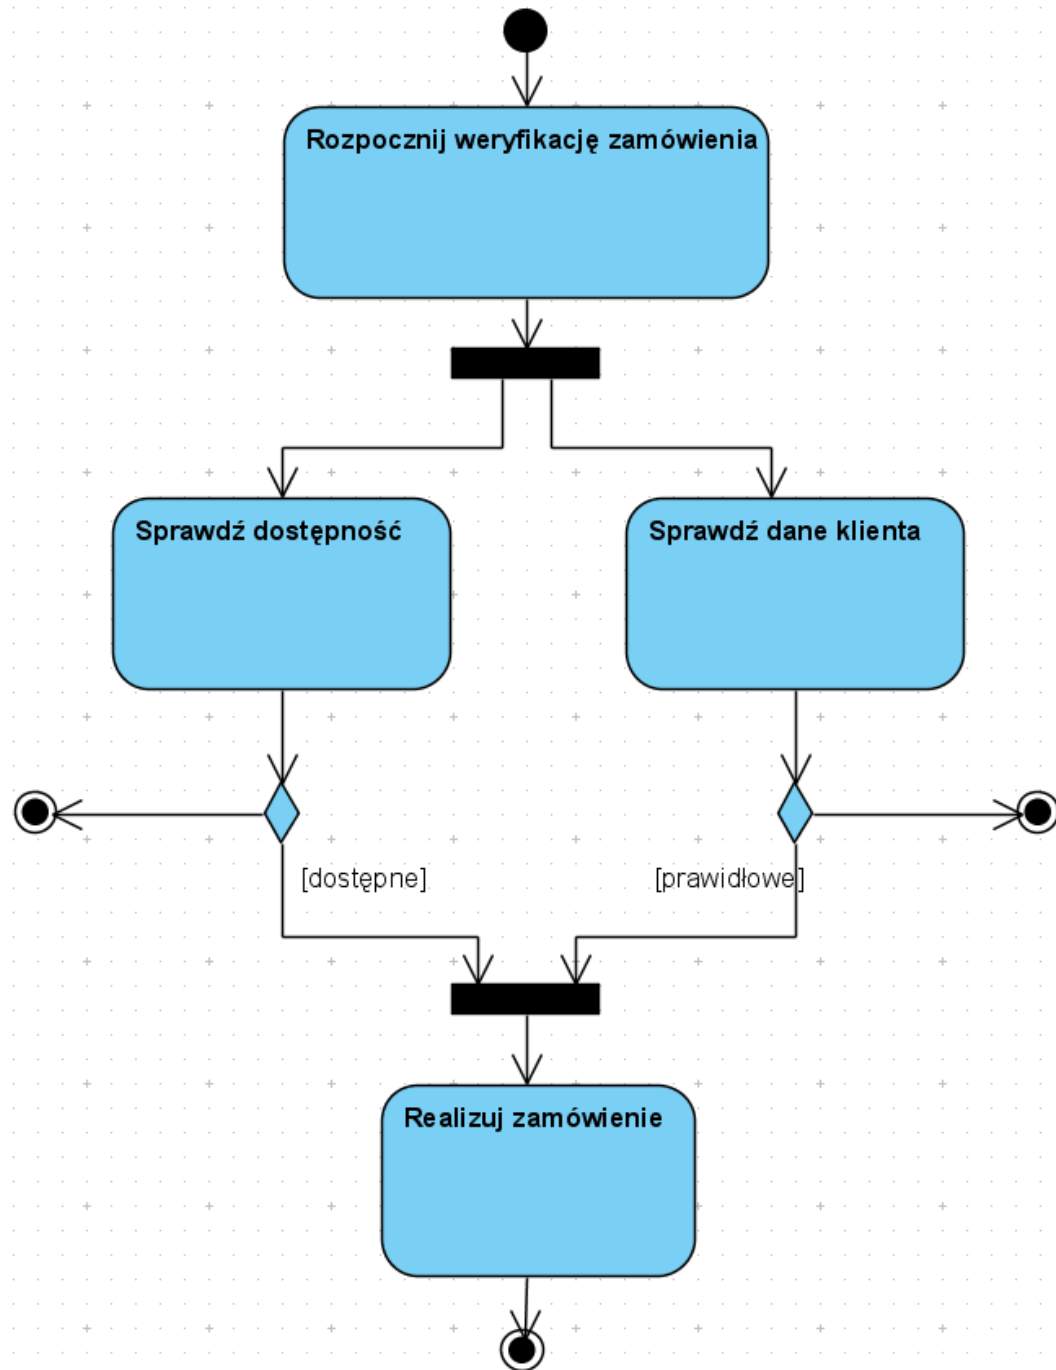 Rozpocznij weryfikację zamówienia
Sprawdź dostępność
Sprawdź dane klienta
[dostępne]
[prawidłowe]
Realizuj zamówienie